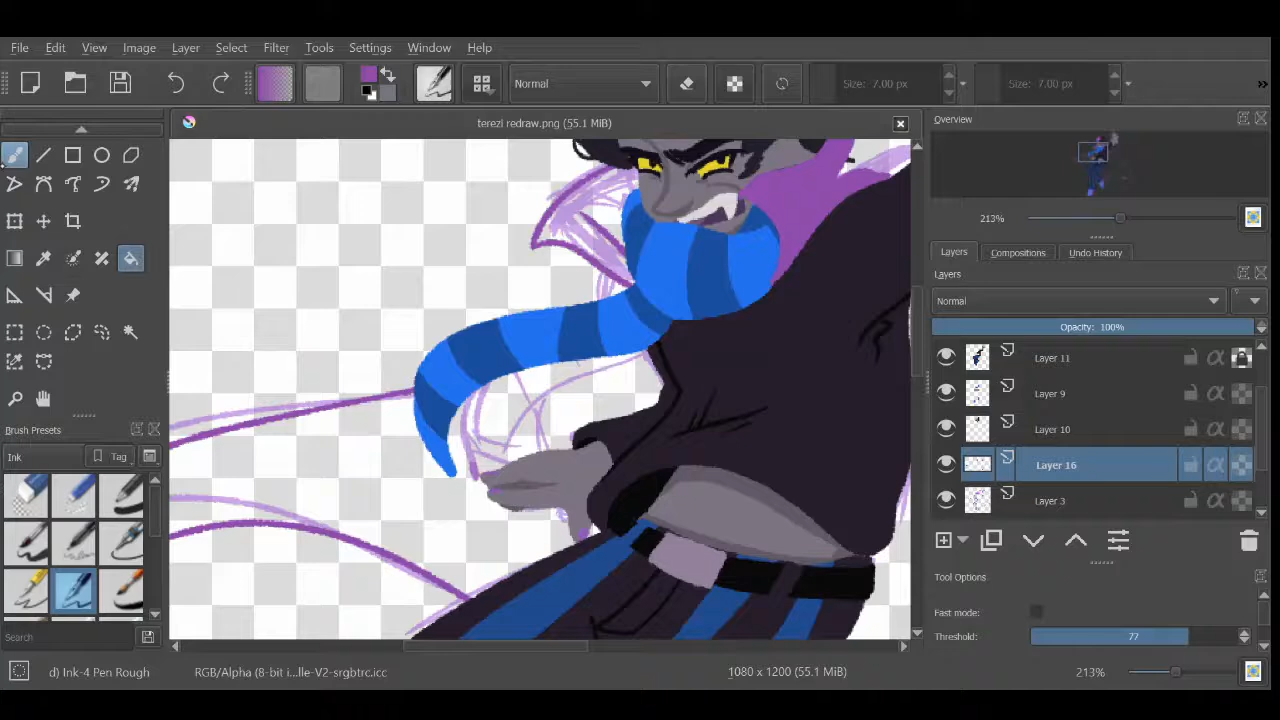 File Edit View Image Layer Select Filter Tools Settings Window Help
Normal Size: 7.00 px Size: 7.00 px
terezi redraw.png (55.1 MiB)
Overview
213%
Layers Compositions Undo History
Layers
Normal
Opacity: 100%
Layer 11
Layer 9
Layer 10
Layer 16
Layer 3
Brush Presets
Ink Tag
Search
Tool Options
Fast mode:
Threshold: 77
d) Ink-4 Pen Rough RGB/Alpha (8-bit i...lle-V2-srgbtrc.icc 1080 x 1200 (55.1 MiB) 213%